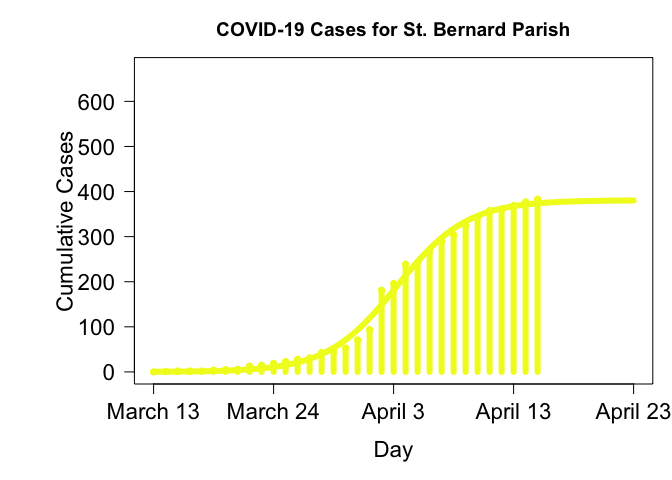 COVID-19 Cases for St. Bernard Parish
Cumulative Cases
600
500
400
300
200
100
0
March 13 March 24 April 3 April 13 April 23
Day